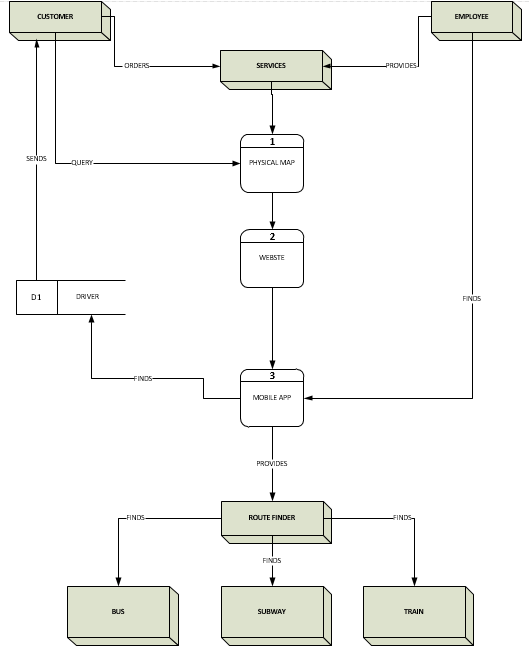 CUSTOMER
EMPLOYEE
ORDERS
SERVICES
PROVIDES
1
PHYSICAL MAP
SENDS
QUERY
2
WEBSTE
D1
DRIVER
FINDS
3
MOBILE APP
FINDS
PROVIDES
ROUTE FINDER
FINDS
FINDS
FINDS
BUS
SUBWAY
TRAIN